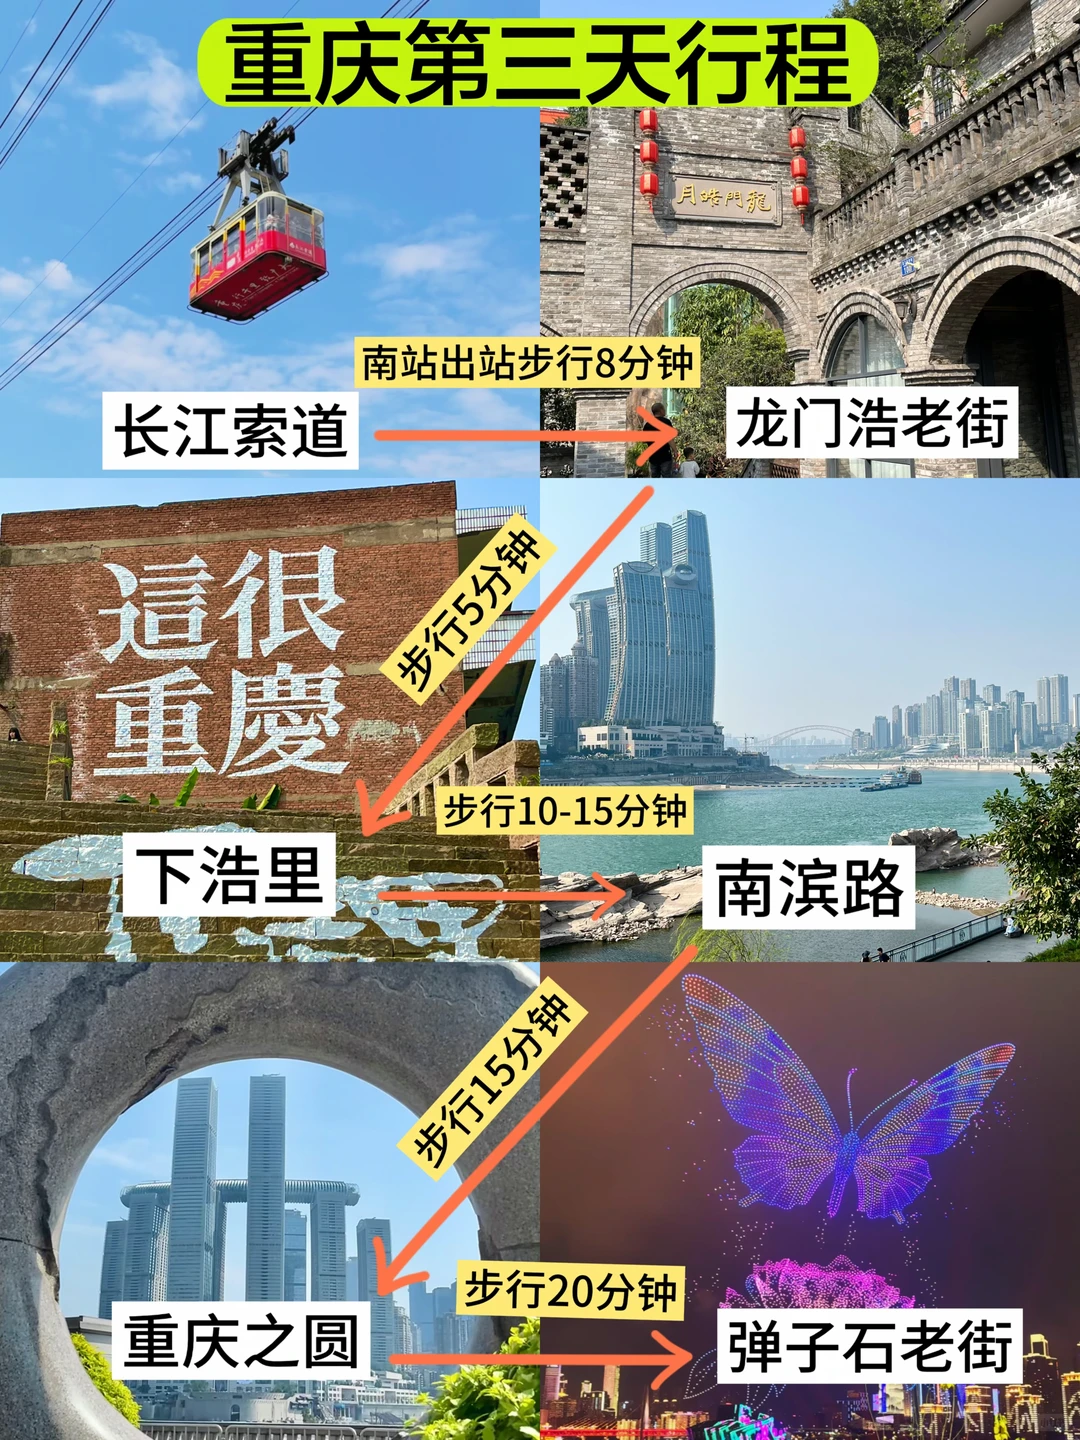 重庆第三天行程
月皓門龍
南站出站步行8分钟
长江索道
龙门浩老街
這很
重慶
步行5分钟
步行10-15分钟
下浩里
南滨路
步行15分钟
重庆之圆
步行20分钟
弹子石老街